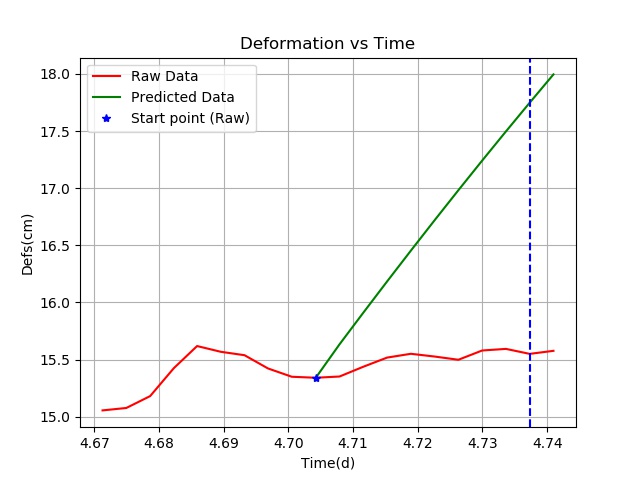 Deformation vs Time
Raw Data
Predicted Data
Start point (Raw)
18.0
17.5
17.0
16.5
16.0
15.5
15.0
Defs(cm)
4.67 4.68 4.69 4.70 4.71 4.72 4.73 4.74
Time(d)